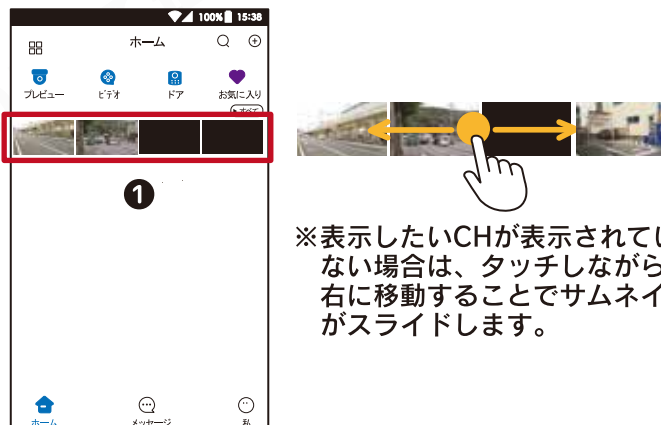 100% 15:38
ホーム
プレビュー ビデオ ドア お気に入り
すべて
1
※表示したいCHが表示されてい
ない場合は、タッチしながら
右に移動することでサムネイ
がスライドします。
ホーム メッセージ 私